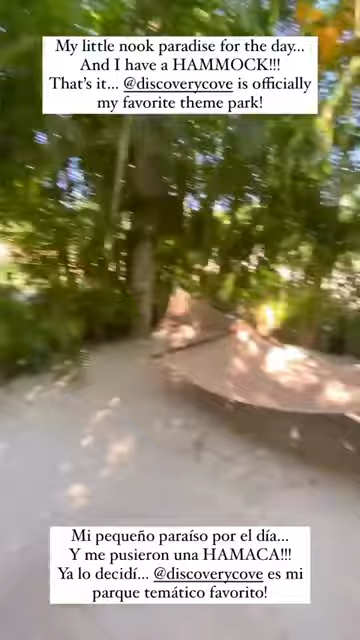 My little nook paradise for the day...
And I have a HAMMOCK!!!
That's it... @discoverycove is officially
my favorite theme park!
Mi pequeño paraíso por el día...
Y me pusieron una HAMACA!!!
Ya lo decidí... @discoverycove es mi
parque temático favorito!